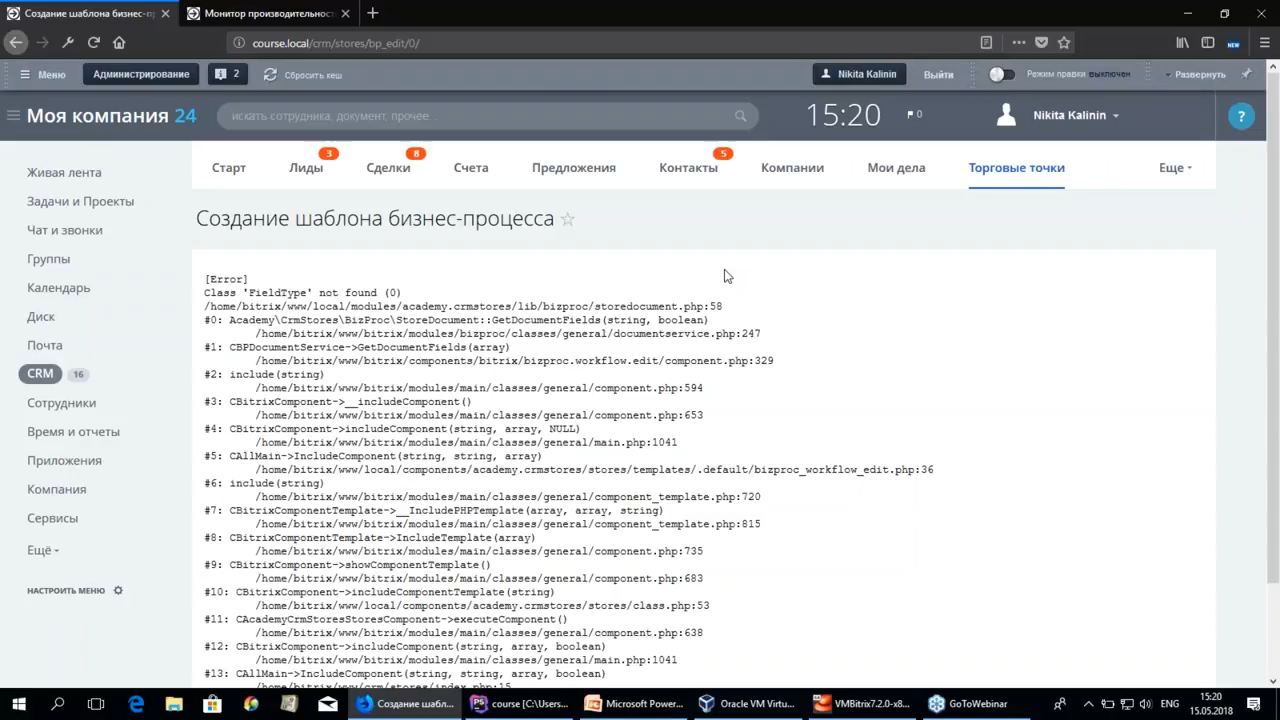 Создание шаблона бизнес-п
Монитор производительност
course.local/crm/stores/bp_edit/0/
NEW
Меню
Администрирование
2
Сбросить кеш
Nikita Kalinin
Выйти
Режим правки выключен
Развернуть
Моя компания 24
искать сотрудника, документ, прочее...
15:20
0
Nikita Kalinin
?
Живая лента
Задачи и Проекты
Чат и звонки
Группы
Календарь
Диск
Почта
CRM 16
Сотрудники
Время и отчеты
Приложения
Компания
Сервисы
Ещё
НАСТРОИТЬ МЕНЮ
Старт
Лиды 3
Сделки 8
Счета
Предложения
Контакты 5
Компании
Мои дела
Торговые точки
Еще
Создание шаблона бизнес-процесса
[Error]
Class 'FieldType' not found (0)
/home/bitrix/www/local/modules/academy.crmstores/lib/bizproc/storedocument.php:58
#0: Academy\CrmStores\BizProc\StoreDocument::GetDocumentFields(string, boolean)
/home/bitrix/www/bitrix/modules/bizproc/classes/general/documentservice.php:247
#1: CBPDocumentService->GetDocumentFields(array)
/home/bitrix/www/bitrix/components/bitrix/bizproc.workflow.edit/component.php:329
#2: include(string)
/home/bitrix/www/bitrix/modules/main/classes/general/component.php:594
#3: CBitrixComponent->__includeComponent()
/home/bitrix/www/bitrix/modules/main/classes/general/component.php:653
#4: CBitrixComponent->includeComponent(string, array, NULL)
/home/bitrix/www/bitrix/modules/main/classes/general/main.php:1041
#5: CAllMain->IncludeComponent(string, string, array)
/home/bitrix/www/local/components/academy.crmstores/stores/templates/.default/bizproc_workflow_edit.php:36
#6: include(string)
/home/bitrix/www/bitrix/modules/main/classes/general/component_template.php:720
#7: CBitrixComponentTemplate->__IncludePHPTemplate(array, array, string)
/home/bitrix/www/bitrix/modules/main/classes/general/component_template.php:815
#8: CBitrixComponentTemplate->IncludeTemplate(array)
/home/bitrix/www/bitrix/modules/main/classes/general/component.php:735
#9: CBitrixComponent->showComponentTemplate()
/home/bitrix/www/bitrix/modules/main/classes/general/component.php:683
#10: CBitrixComponent->includeComponentTemplate(string)
/home/bitrix/www/local/components/academy.crmstores/stores/class.php:53
#11: CAcademyCrmStoresStoresComponent->executeComponent()
/home/bitrix/www/bitrix/modules/main/classes/general/component.php:638
#12: CBitrixComponent->includeComponent(string, array, boolean)
/home/bitrix/www/bitrix/modules/main/classes/general/main.php:1041
#13: CAllMain->IncludeComponent(string, string, array, boolean)
/home/bitrix/www/crm/stores/index.php:15
Создание шабл...
course [C:\Users...
Microsoft Power...
Oracle VM Virtu...
VMBitrix7.2.0-x8...
GoToWebinar
ENG
15:20
15.05.2018